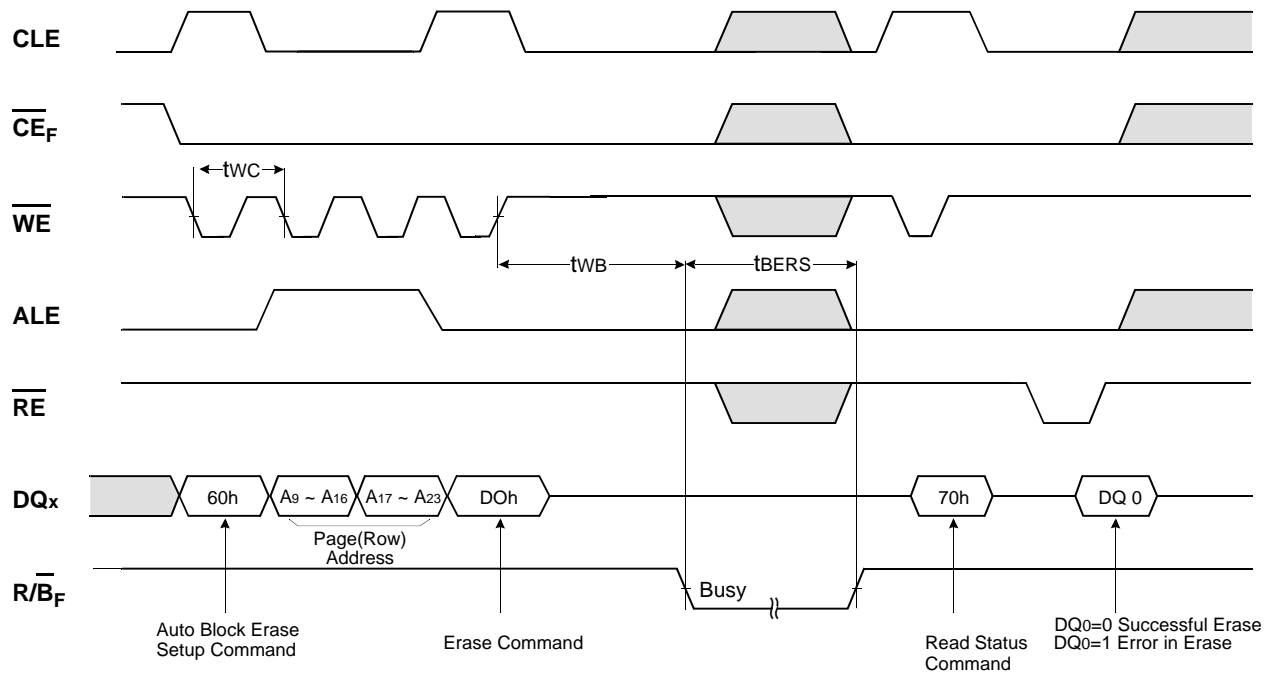 CLE
CEF
tWC
WE
tWB
tBERS
ALE
RE
DQx
60h
A9 ~ A16
A17 ~ A23
DOh
70h
DQ 0
Page(Row)
Address
R/BF
Busy
Auto Block Erase
Setup Command
Erase Command
Read Status
Command
DQ0=0 Successful Erase
DQ0=1 Error in Erase